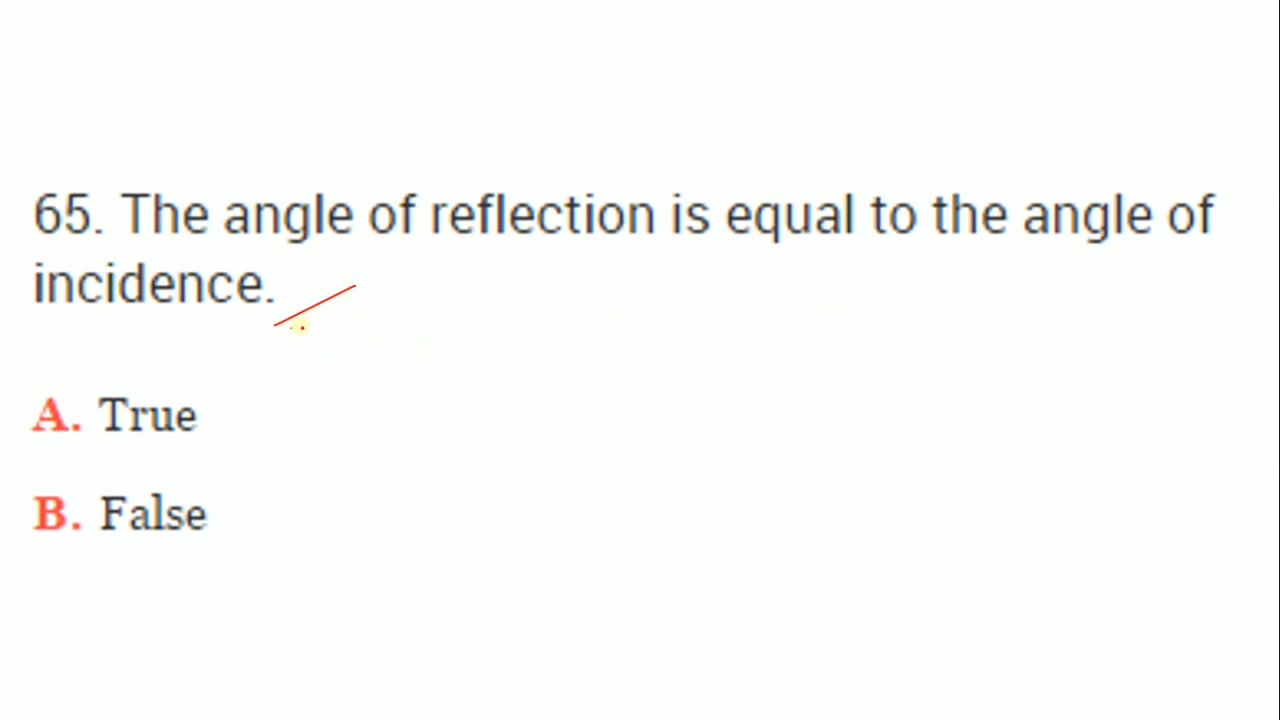 65. The angle of reflection is equal to the angle of
incidence.
A. True
B. False